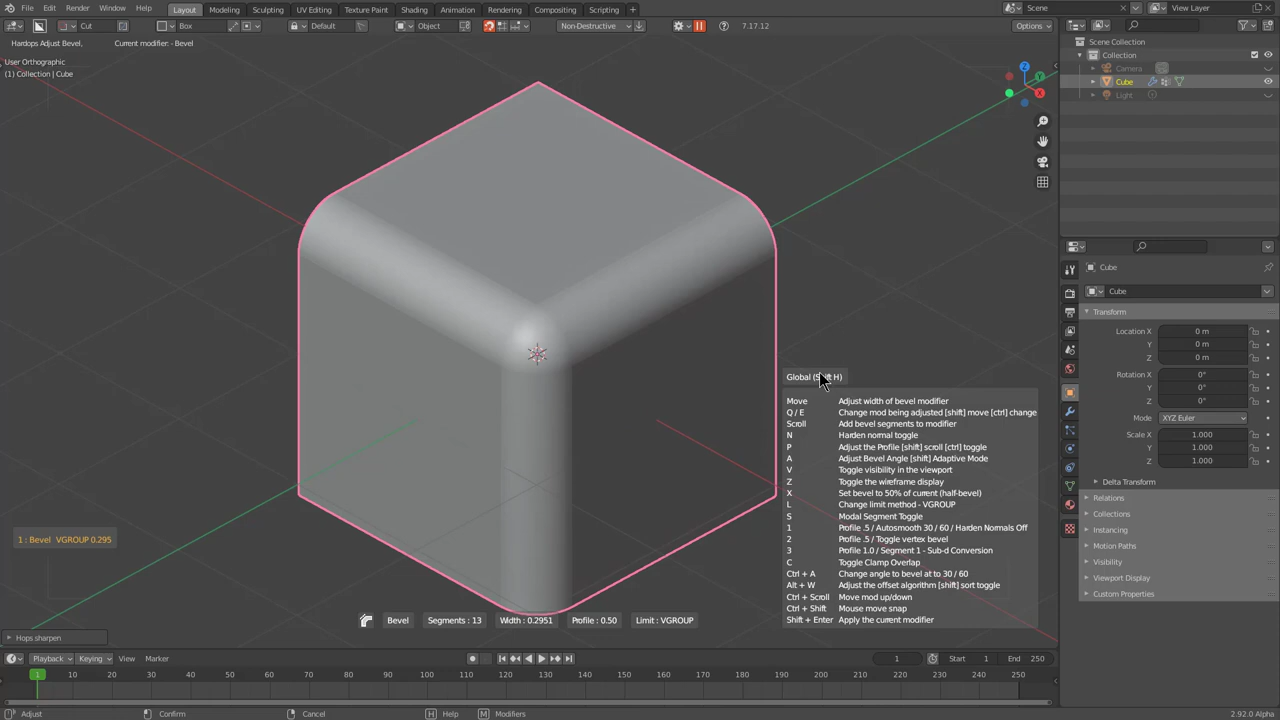 File Edit Render Window Help Layout Modeling Sculpting UV Editing Texture Paint Shading Animation Rendering Compositing Scripting + Scene View Layer
Cut Box Default Object Non-Destructive 7.17.12 Options
Hardops Adjust Bevel, Current modifier: - Bevel
User Orthographic
(1) Collection | Cube
Scene Collection
Collection
Camera
Cube
Light
Z
Y
X
Cube
Cube
Transform
Location X 0 m
Y 0 m
Z 0 m
Rotation X 0°
Y 0°
Z 0°
Mode XYZ Euler
Scale X 1.000
Y 1.000
Z 1.000
Delta Transform
Relations
Collections
Instancing
Motion Paths
Visibility
Viewport Display
Custom Properties
Global (Shift H)
Move Adjust width of bevel modifier
Q / E Change mod being adjusted [shift] move [ctrl] change
Scroll Add bevel segments to modifier
N Harden normal toggle
P Adjust the Profile [shift] scroll [ctrl] toggle
A Adjust Bevel Angle [shift] Adaptive Mode
V Toggle visibility in the viewport
Z Toggle the wireframe display
X Set bevel to 50% of current (half-bevel)
L Change limit method - VGROUP
S Modal Segment Toggle
1 Profile .5 / Autosmooth 30 / 60 / Harden Normals Off
2 Profile .5 / Toggle vertex bevel
3 Profile 1.0 / Segment 1 - Sub-d Conversion
C Toggle Clamp Overlap
Ctrl + A Change angle to bevel at to 30 / 60
Alt + W Adjust the offset algorithm [shift] sort toggle
Ctrl + Scroll Move mod up/down
Ctrl + Shift Mouse move snap
Shift + Enter Apply the current modifier
1 : Bevel VGROUP 0.295
Bevel Segments : 13 Width : 0.2951 Profile : 0.50 Limit : VGROUP
Hops sharpen
Playback Keying View Marker 1 Start 1 End 250
1 10 20 30 40 50 60 70 80 90 100 110 120 130 140 150 160 170 180 190 200 210 220 230 240 250
Adjust Confirm Cancel H Help M Modifiers 2.92.0 Alpha